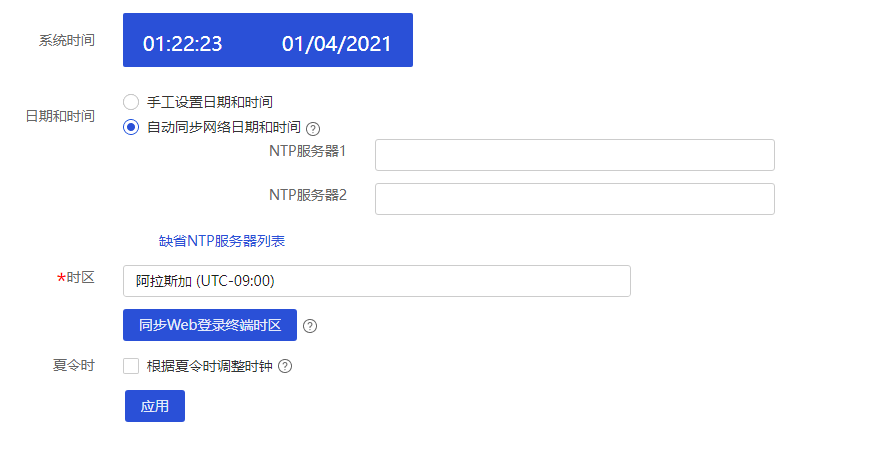 系统时间
01:22:23 01/04/2021
日期和时间
手工设置日期和时间
自动同步网络日期和时间 ?
NTP服务器1
NTP服务器2
缺省NTP服务器列表
*时区
阿拉斯加 (UTC-09:00)
同步Web登录终端时区 ?
夏令时
根据夏令时调整时钟 ?
应用